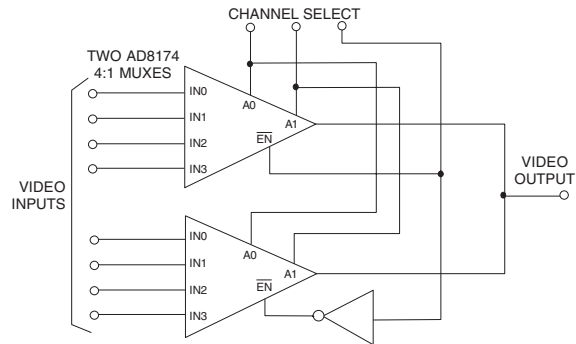 CHANNEL SELECT
TWO AD8174
4:1 MUXES
IN0
IN1
IN2
IN3
A0
A1
EN
VIDEO
INPUTS
VIDEO
OUTPUT
IN0
IN1
IN2
IN3
A0
A1
EN